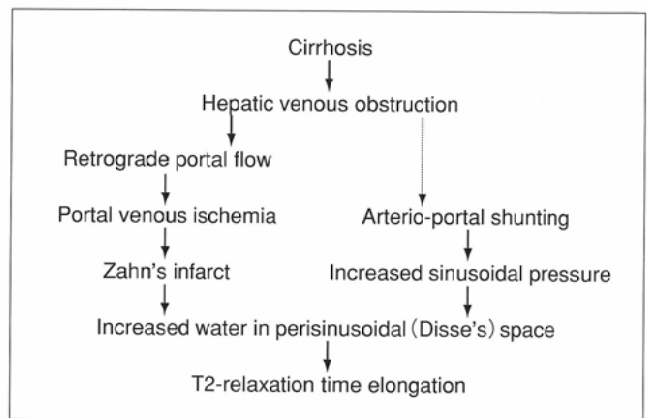 Cirrhosis
Hepatic venous obstruction
Retrograde portal flow
Portal venous ischemia
Arterio-portal shunting
Zahn's infarct
Increased sinusoidal pressure
Increased water in perisinusoidal (Disse's) space
T2-relaxation time elongation